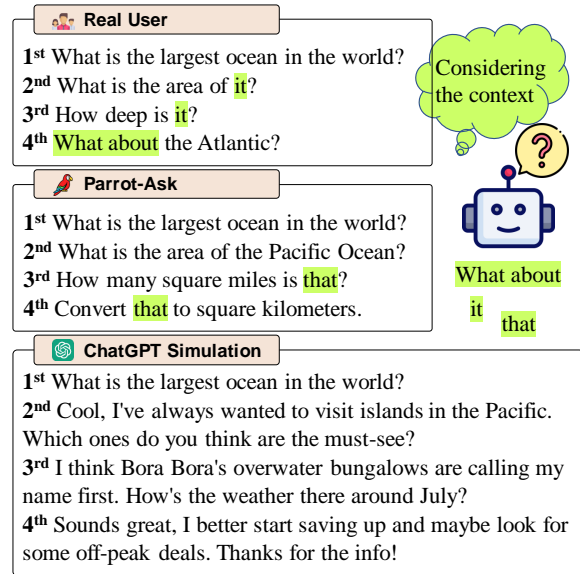 Real User
1st What is the largest ocean in the world?
2nd What is the area of it?
3rd How deep is it?
4th What about the Atlantic?
Considering
the context
?
Parrot-Ask
1st What is the largest ocean in the world?
2nd What is the area of the Pacific Ocean?
3rd How many square miles is that?
4th Convert that to square kilometers.
What about
it
that
ChatGPT Simulation
1st What is the largest ocean in the world?
2nd Cool, I've always wanted to visit islands in the Pacific.
Which ones do you think are the must-see?
3rd I think Bora Bora's overwater bungalows are calling my
name first. How's the weather there around July?
4th Sounds great, I better start saving up and maybe look for
some off-peak deals. Thanks for the info!